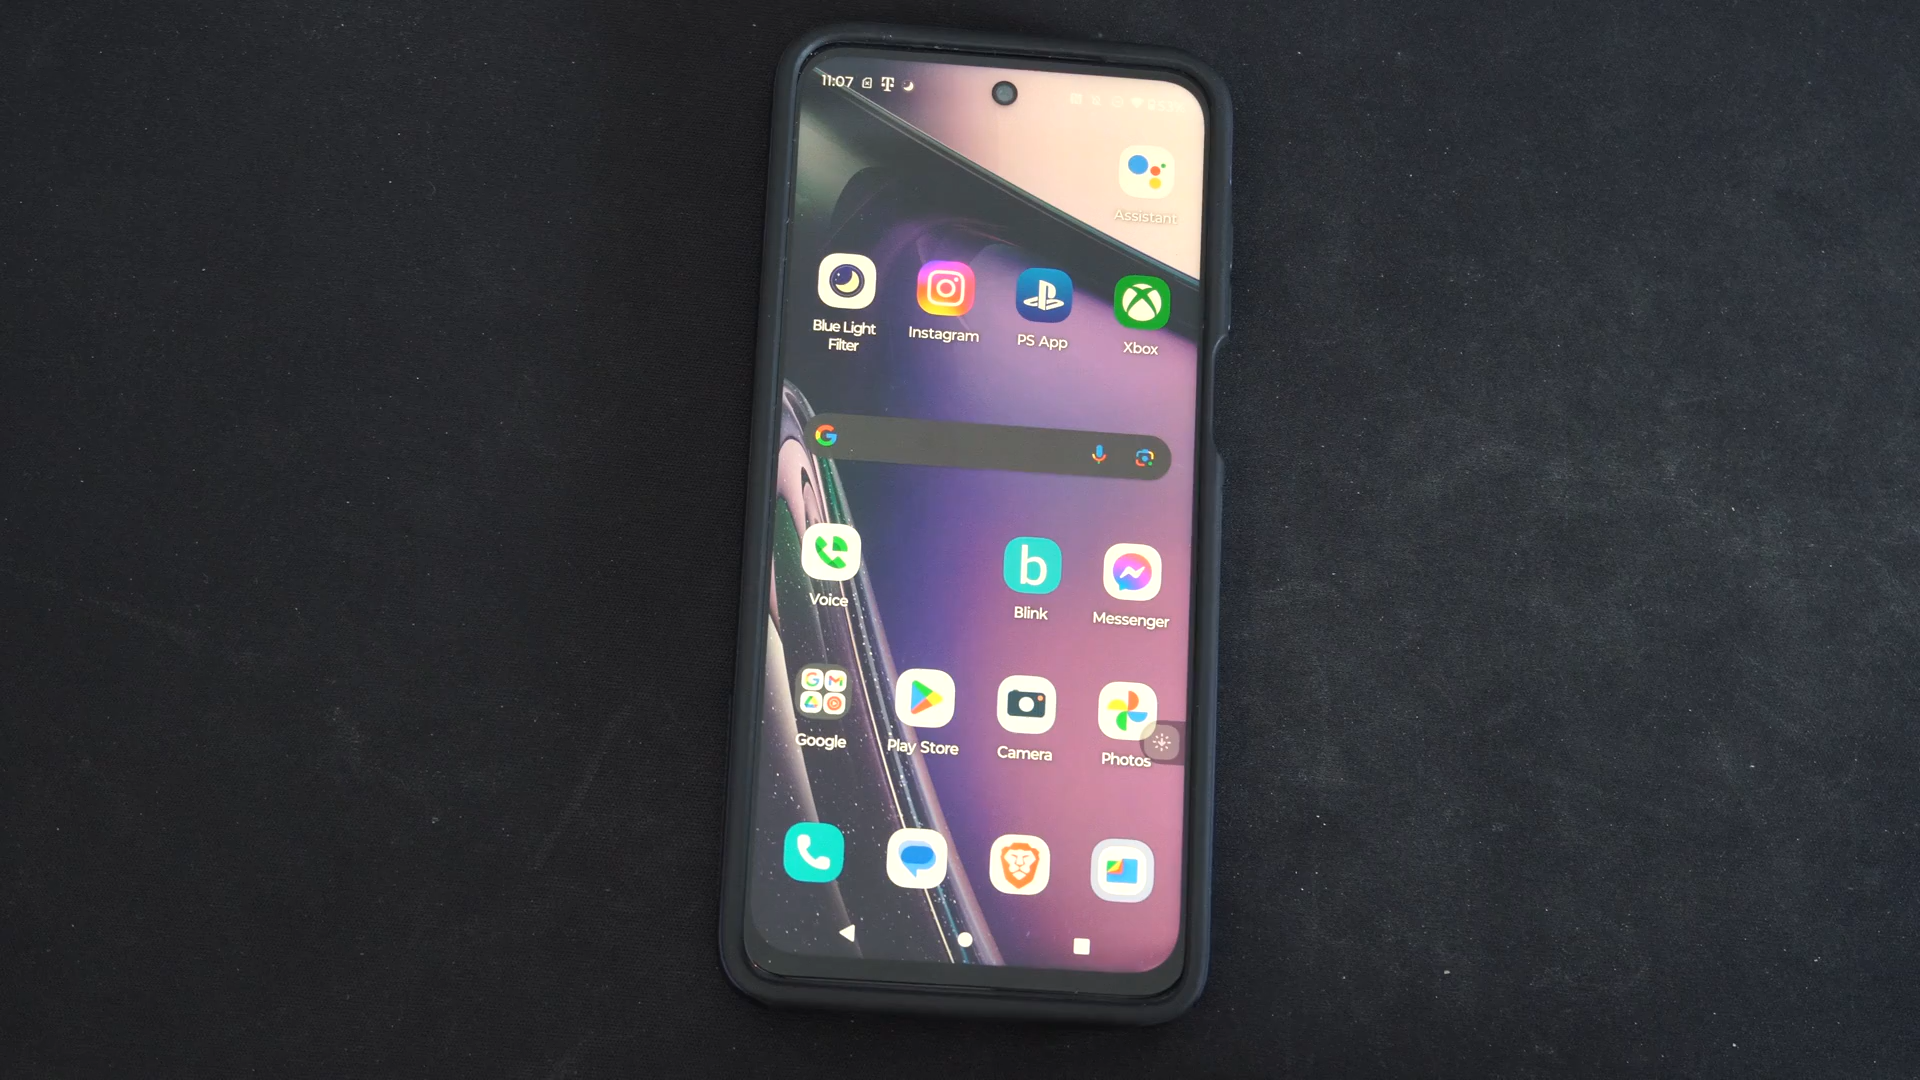 11:07
Assistant
Blue Light
Filter
Instagram
PS App
Xbox
Voice
b
Blink
Messenger
Google
Play Store
Camera
Photos